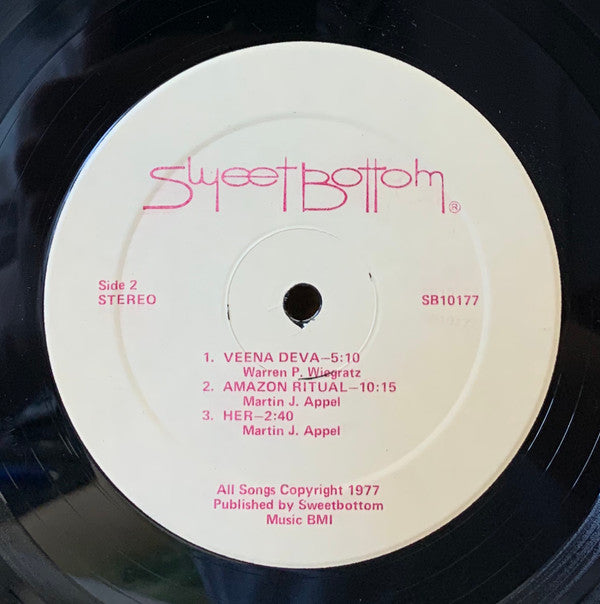 Sweetbottom®
Side 2
STEREO
SB10177
1. VEENA DEVA—5:10
Warren P. Wiegratz
2. AMAZON RITUAL—10:15
Martin J. Appel
3. HER—2:40
Martin J. Appel
All Songs Copyright 1977
Published by Sweetbottom
Music BMI